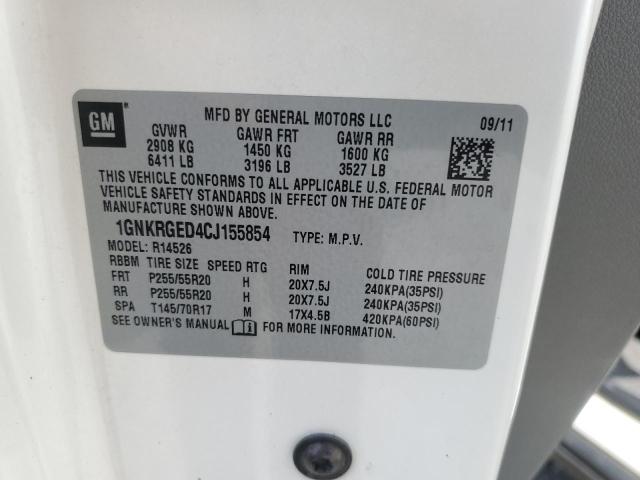 GM
MFD BY GENERAL MOTORS LLC
09/11
GVWR GAWR FRT GAWR RR
2908 KG 1450 KG 1600 KG
6411 LB 3196 LB 3527 LB
THIS VEHICLE CONFORMS TO ALL APPLICABLE U.S. FEDERAL MOTOR
VEHICLE SAFETY STANDARDS IN EFFECT ON THE DATE OF
MANUFACTURE SHOWN ABOVE.
1GNKRGED4CJ155854 TYPE: M.P.V.
MODEL: R14526
RBBM TIRE SIZE SPEED RTG RIM COLD TIRE PRESSURE
FRT P255/55R20 H 20X7.5J 240KPA(35PSI)
RR P255/55R20 H 20X7.5J 240KPA(35PSI)
SPA T145/70R17 M 17X4.5B 420KPA(60PSI)
SEE OWNER'S MANUAL FOR MORE INFORMATION.